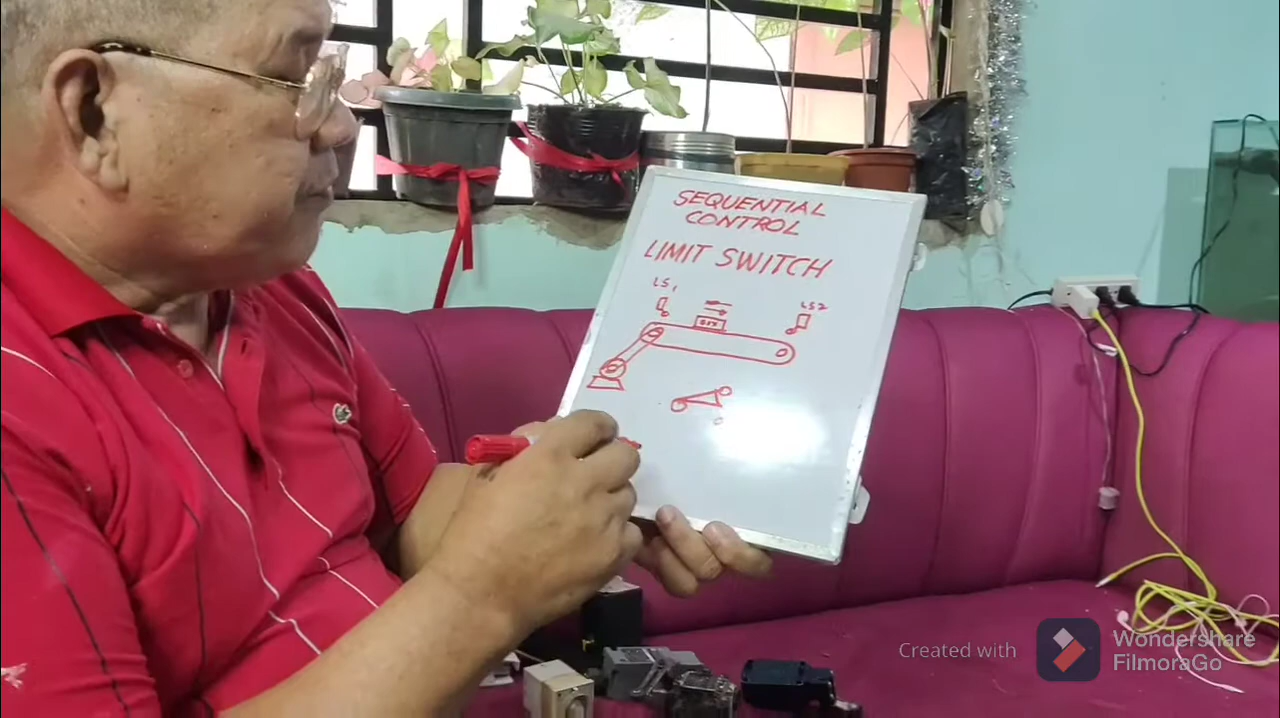 SEQUENTIAL
CONTROL
LIMIT SWITCH
LS1
LS2
Created with
Wondershare
FilmoraGo